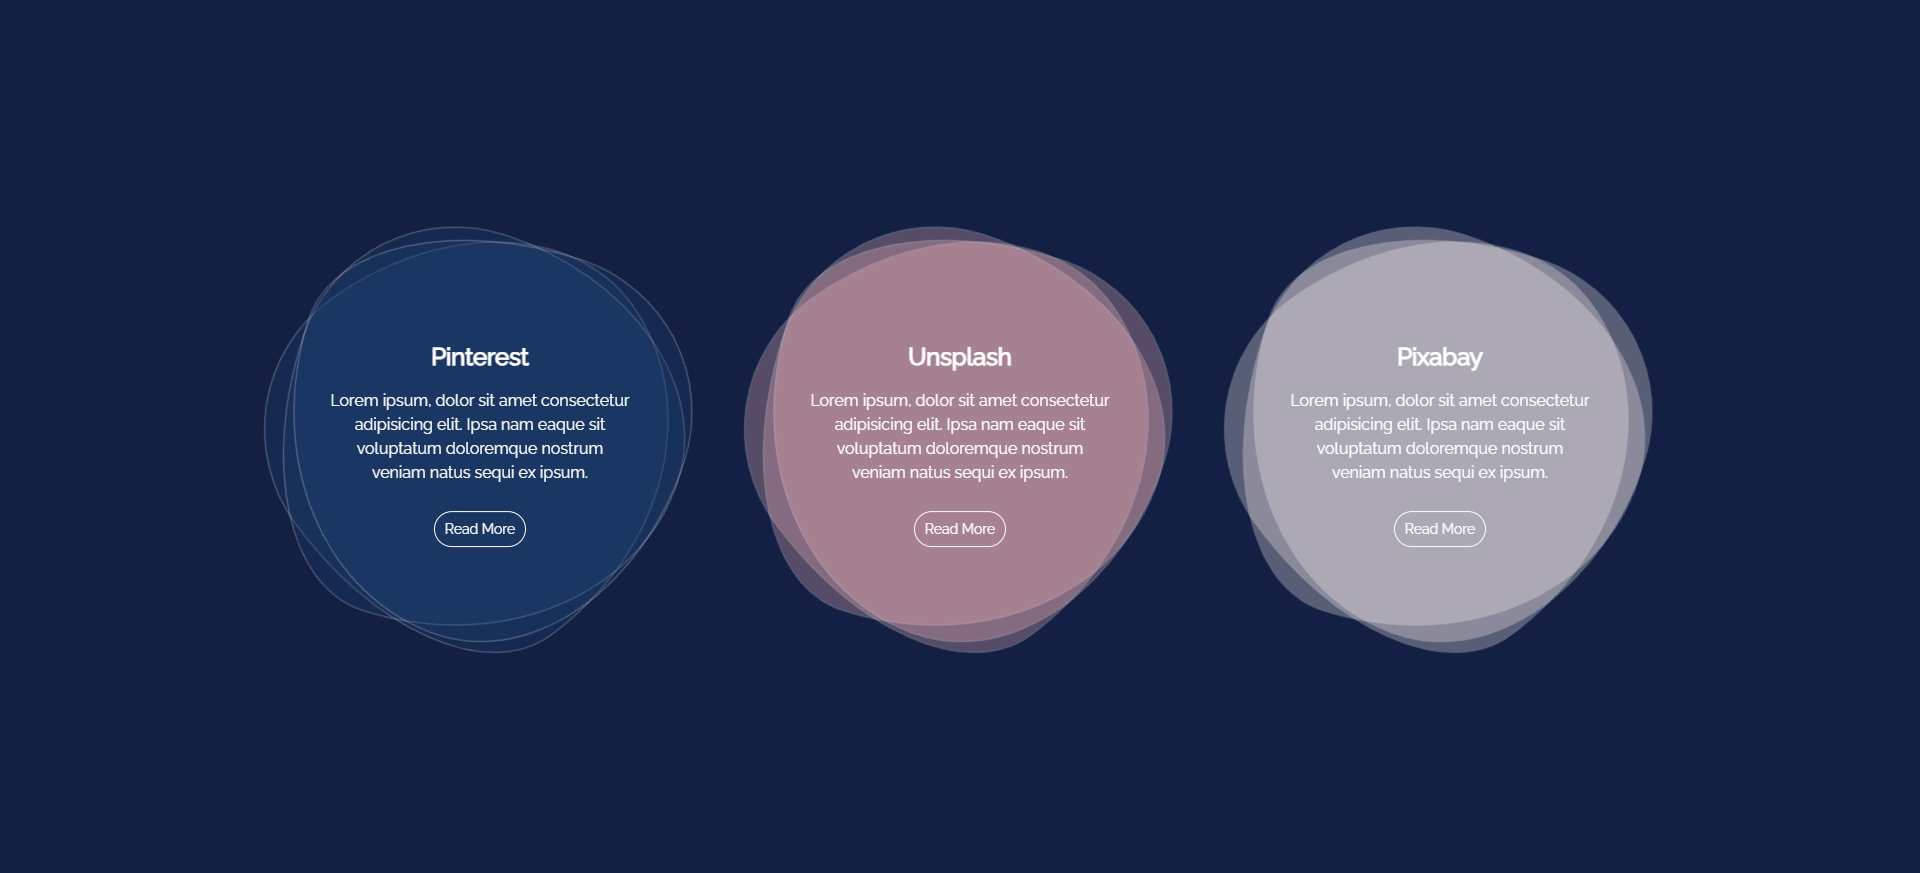 Pinterest
Lorem ipsum, dolor sit amet consectetur
adipisicing elit. Ipsa nam eaque sit
voluptatum doloremque nostrum
veniam natus sequi ex ipsum.
Read More
Unsplash
Lorem ipsum, dolor sit amet consectetur
adipisicing elit. Ipsa nam eaque sit
voluptatum doloremque nostrum
veniam natus sequi ex ipsum.
Read More
Pixabay
Lorem ipsum, dolor sit amet consectetur
adipisicing elit. Ipsa nam eaque sit
voluptatum doloremque nostrum
veniam natus sequi ex ipsum.
Read More